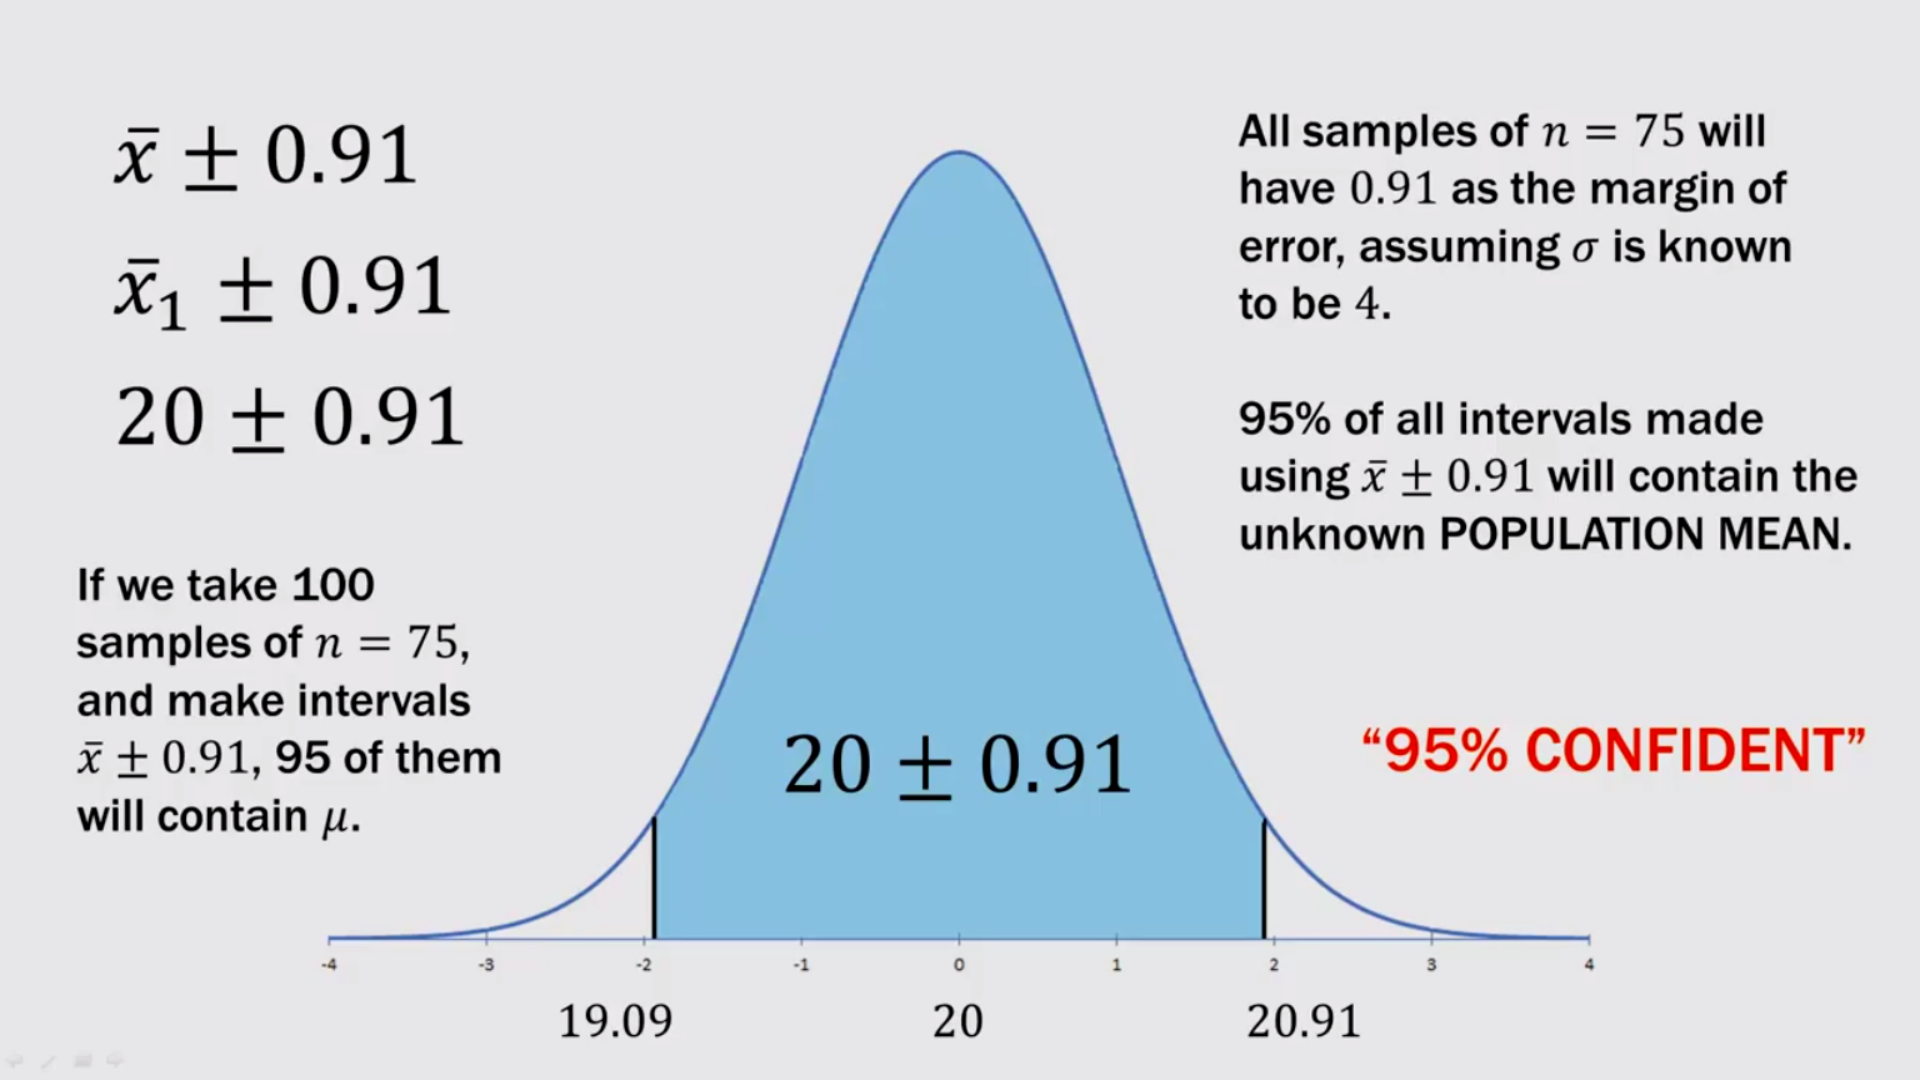 x̄ ± 0.91
x̄₁ ± 0.91
20 ± 0.91
If we take 100
samples of n = 75,
and make intervals
x̄ ± 0.91, 95 of them
will contain μ.
All samples of n = 75 will
have 0.91 as the margin of
error, assuming σ is known
to be 4.
95% of all intervals made
using x̄ ± 0.91 will contain the
unknown POPULATION MEAN.
“95% CONFIDENT”
20 ± 0.91
-4 -3 -2 -1 0 1 2 3 4
19.09 20 20.91